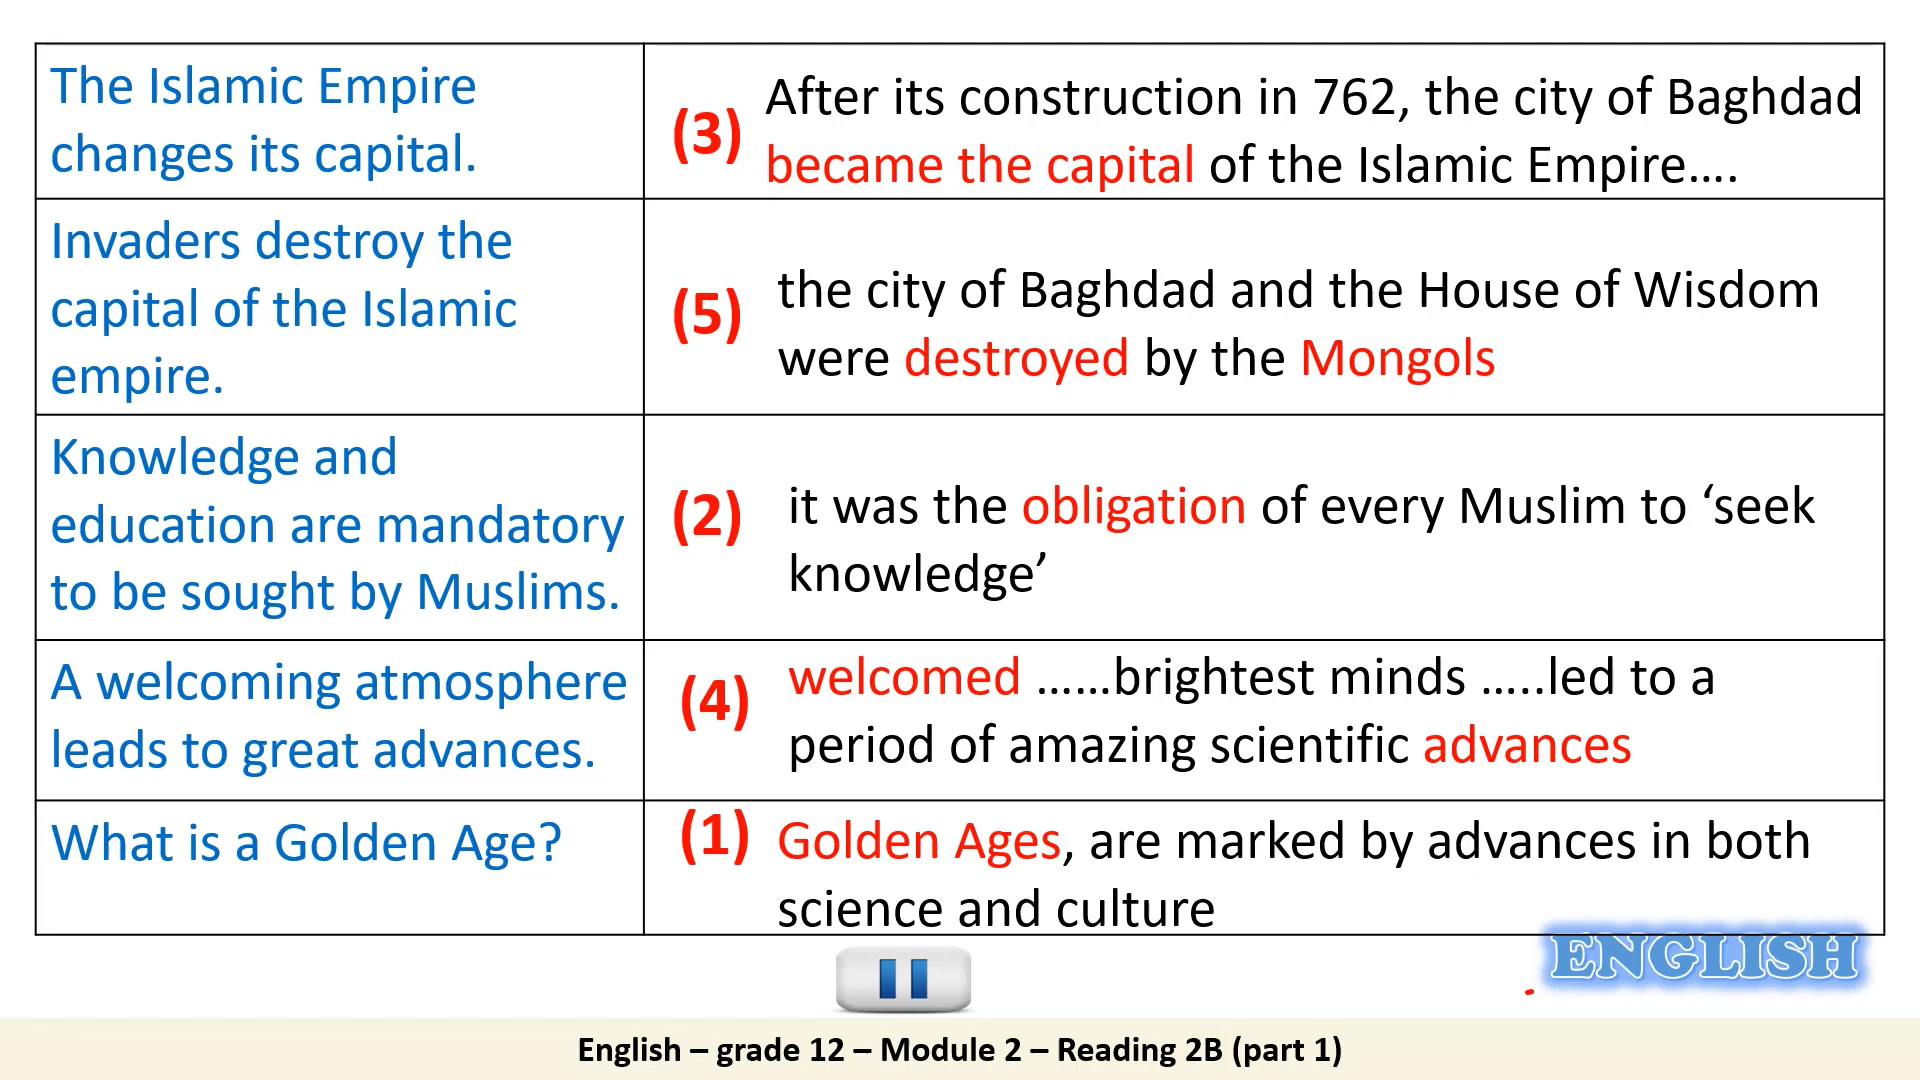 The Islamic Empire
changes its capital.
(3)
After its construction in 762, the city of Baghdad
became the capital of the Islamic Empire….
Invaders destroy the
capital of the Islamic
empire.
(5)
the city of Baghdad and the House of Wisdom
were destroyed by the Mongols
Knowledge and
education are mandatory
to be sought by Muslims.
(2)
it was the obligation of every Muslim to ‘seek
knowledge’
A welcoming atmosphere
leads to great advances.
(4)
welcomed ……brightest minds …..led to a
period of amazing scientific advances
What is a Golden Age?
(1)
Golden Ages, are marked by advances in both
science and culture
ENGLISH
English – grade 12 – Module 2 – Reading 2B (part 1)